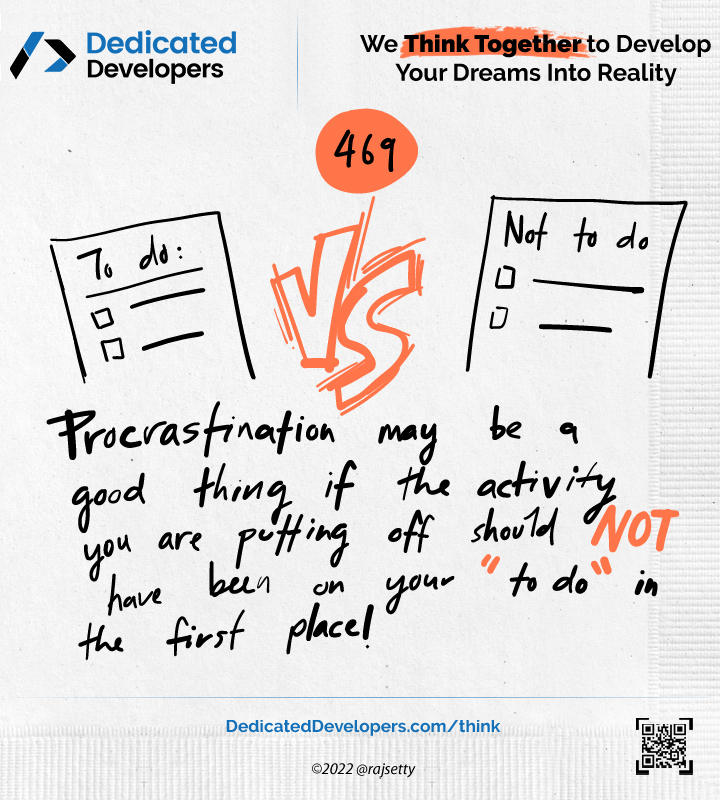 Dedicated
Developers
We Think Together to Develop
Your Dreams Into Reality
469
To do:
VS
Not to do
Procrastination may be a
good thing if the activity
you are putting off should NOT
have been on your "to do" in
the first place!
DedicatedDevelopers.com/think
©2022 @rajsetty